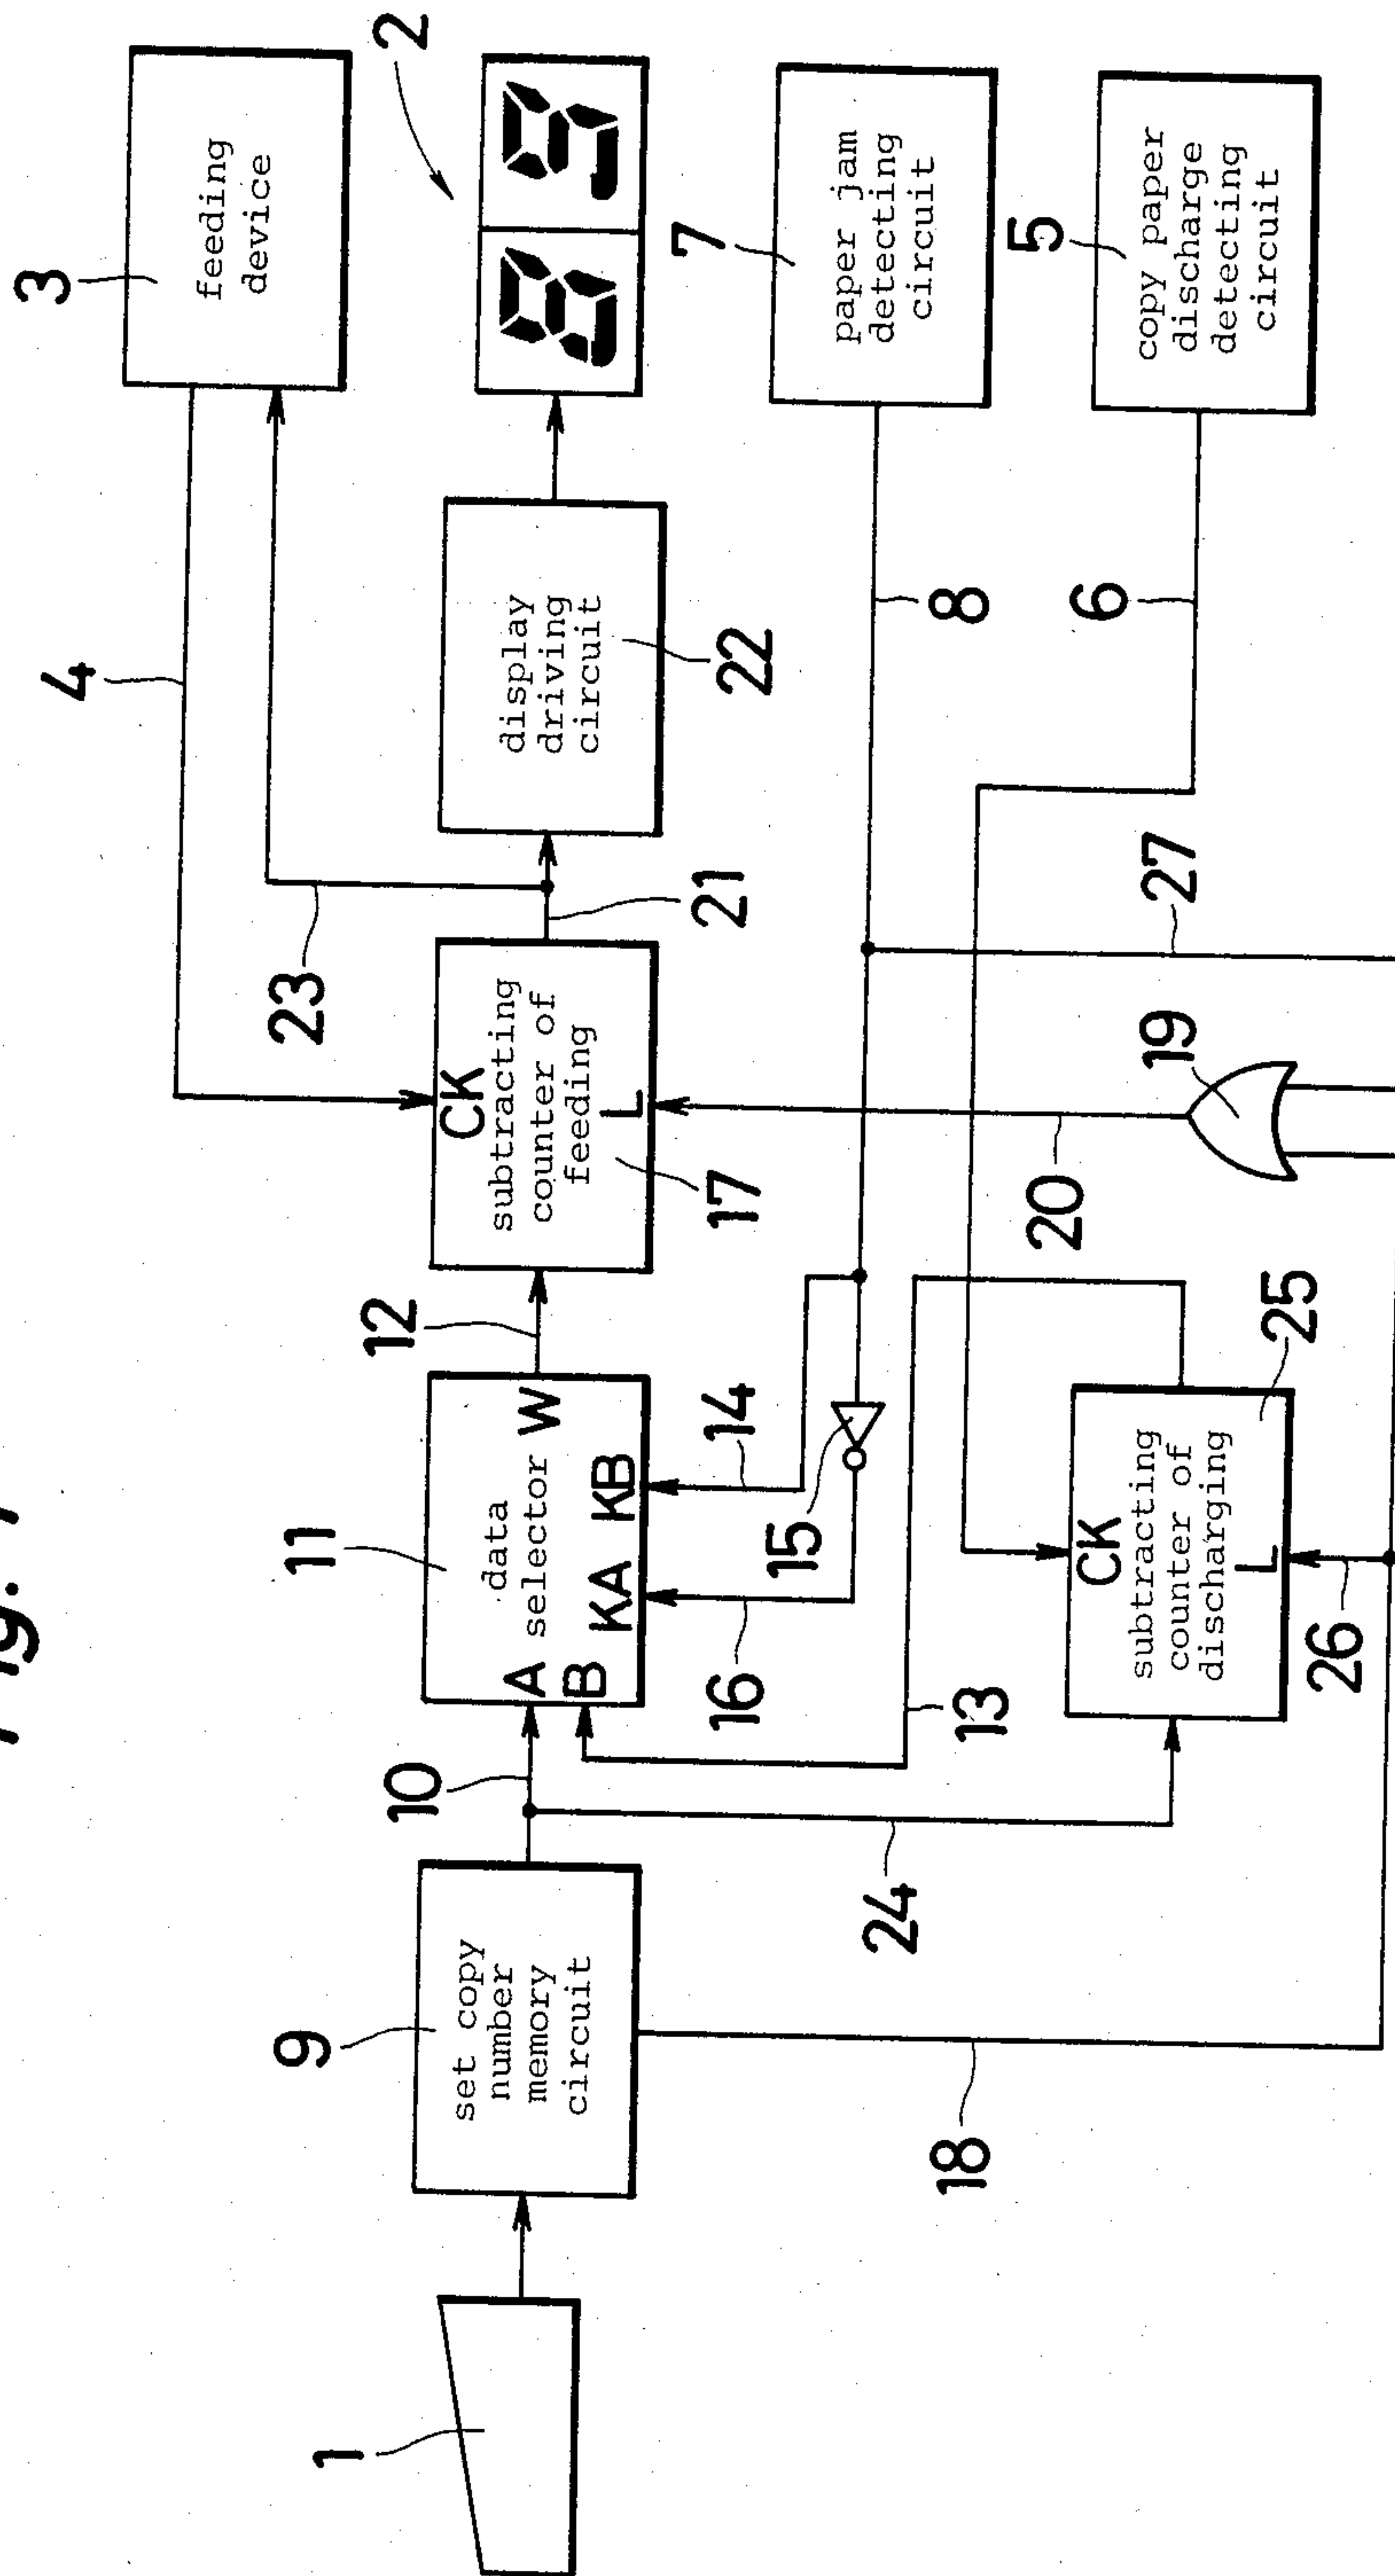 Fig. 1
3
feeding
device
4
23
2
89
display
driving
circuit
22
21
CK
subtracting
counter of
feeding
L
17
12
11
data
selector
A
B
W
KA
KB
14
15
16
10
9
set copy
number
memory
circuit
1
7
paper jam
detecting
circuit
8
5
copy paper
discharge
detecting
circuit
6
27
19
20
13
24
CK
subtracting
counter of
discharging
L
25
26
18